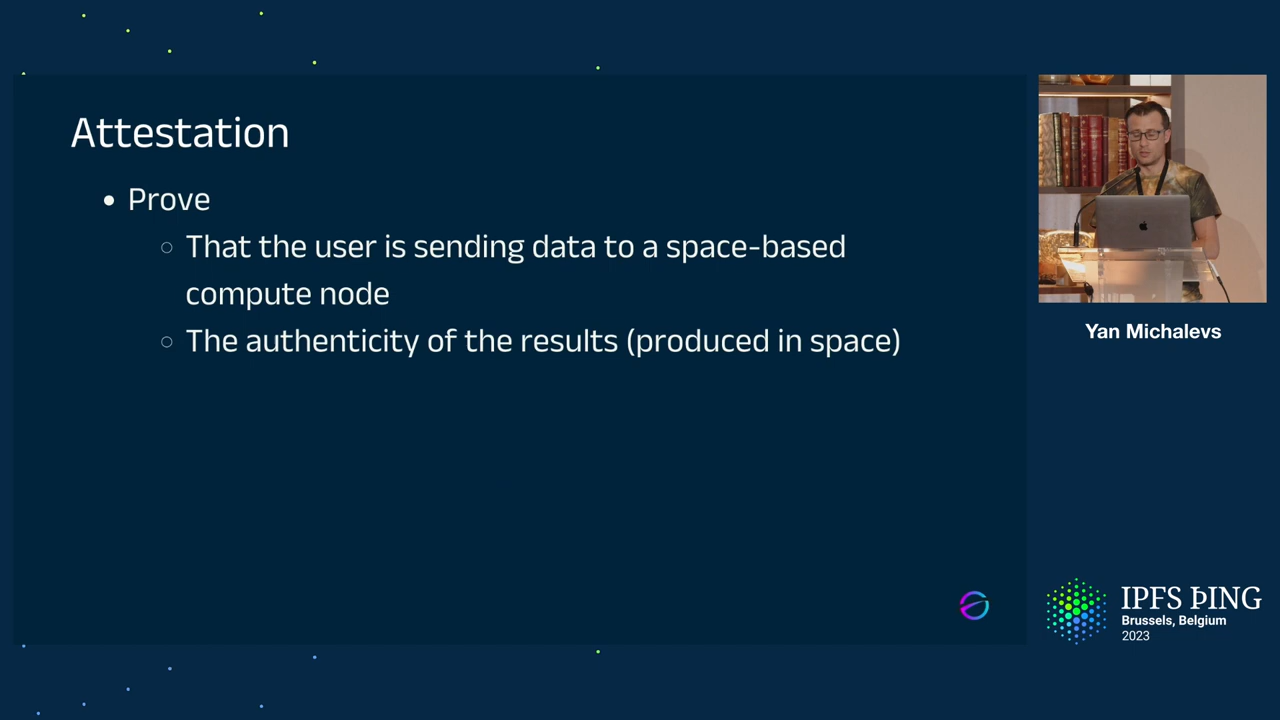 Attestation
Prove
That the user is sending data to a space-based
compute node
The authenticity of the results (produced in space)
Yan Michalevs
IPFS ÞING
Brussels, Belgium
2023